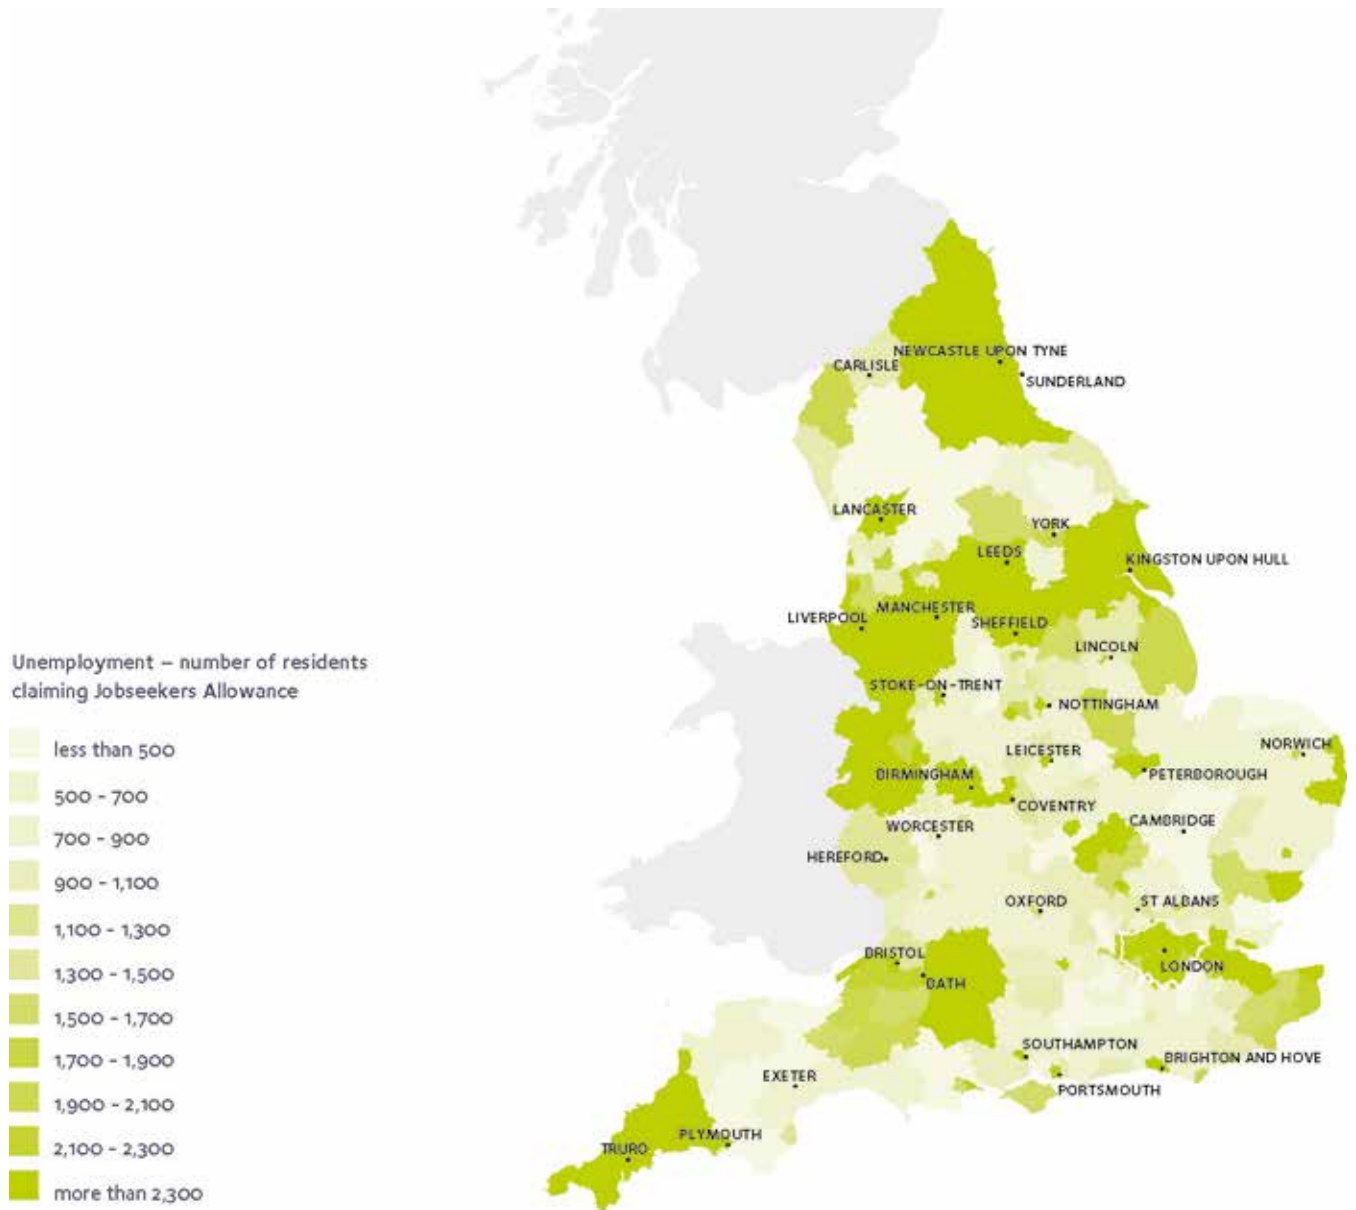 NEWCASTLE UPON TYNE
CARLISLE
SUNDERLAND
LANCASTER
YORK
LEEDS
KINGSTON UPON HULL
MANCHESTER
LIVERPOOL
SHEFFIELD
LINCOLN
Unemployment – number of residents
claiming Jobseekers Allowance
STOKE-ON-TRENT
NOTTINGHAM
less than 500
LEICESTER
NORWICH
BIRMINGHAM
PETERBOROUGH
500 - 700
COVENTRY
CAMBRIDGE
WORCESTER
700 - 900
HEREFORD
900 - 1,100
OXFORD
ST ALBANS
1,100 - 1,300
BRISTOL
LONDON
1,300 - 1,500
BATH
1,500 - 1,700
SOUTHAMPTON
1,700 - 1,900
BRIGHTON AND HOVE
EXETER
PORTSMOUTH
1,900 - 2,100
PLYMOUTH
2,100 - 2,300
TRURO
more than 2,300